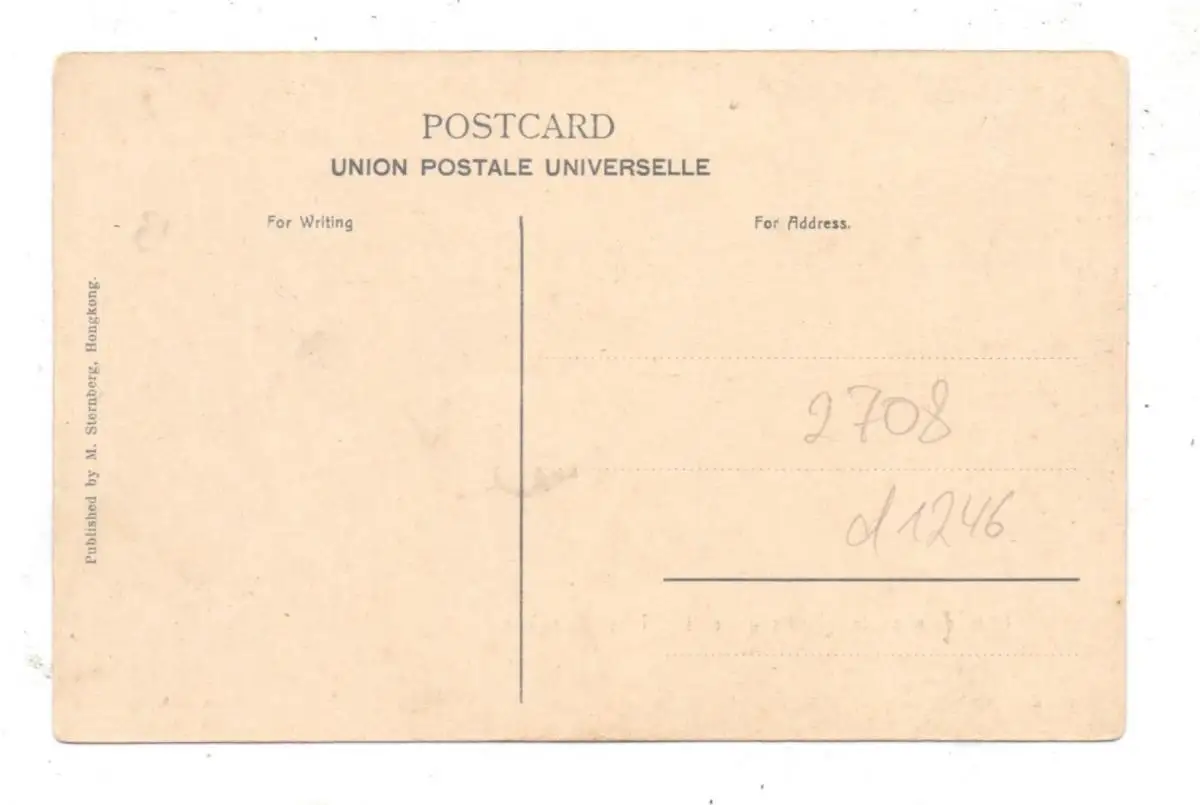 POSTCARD
UNION POSTALE UNIVERSELLE
For Writing
For Address.
Published by M. Sternberg, Hongkong.
2708
d1246